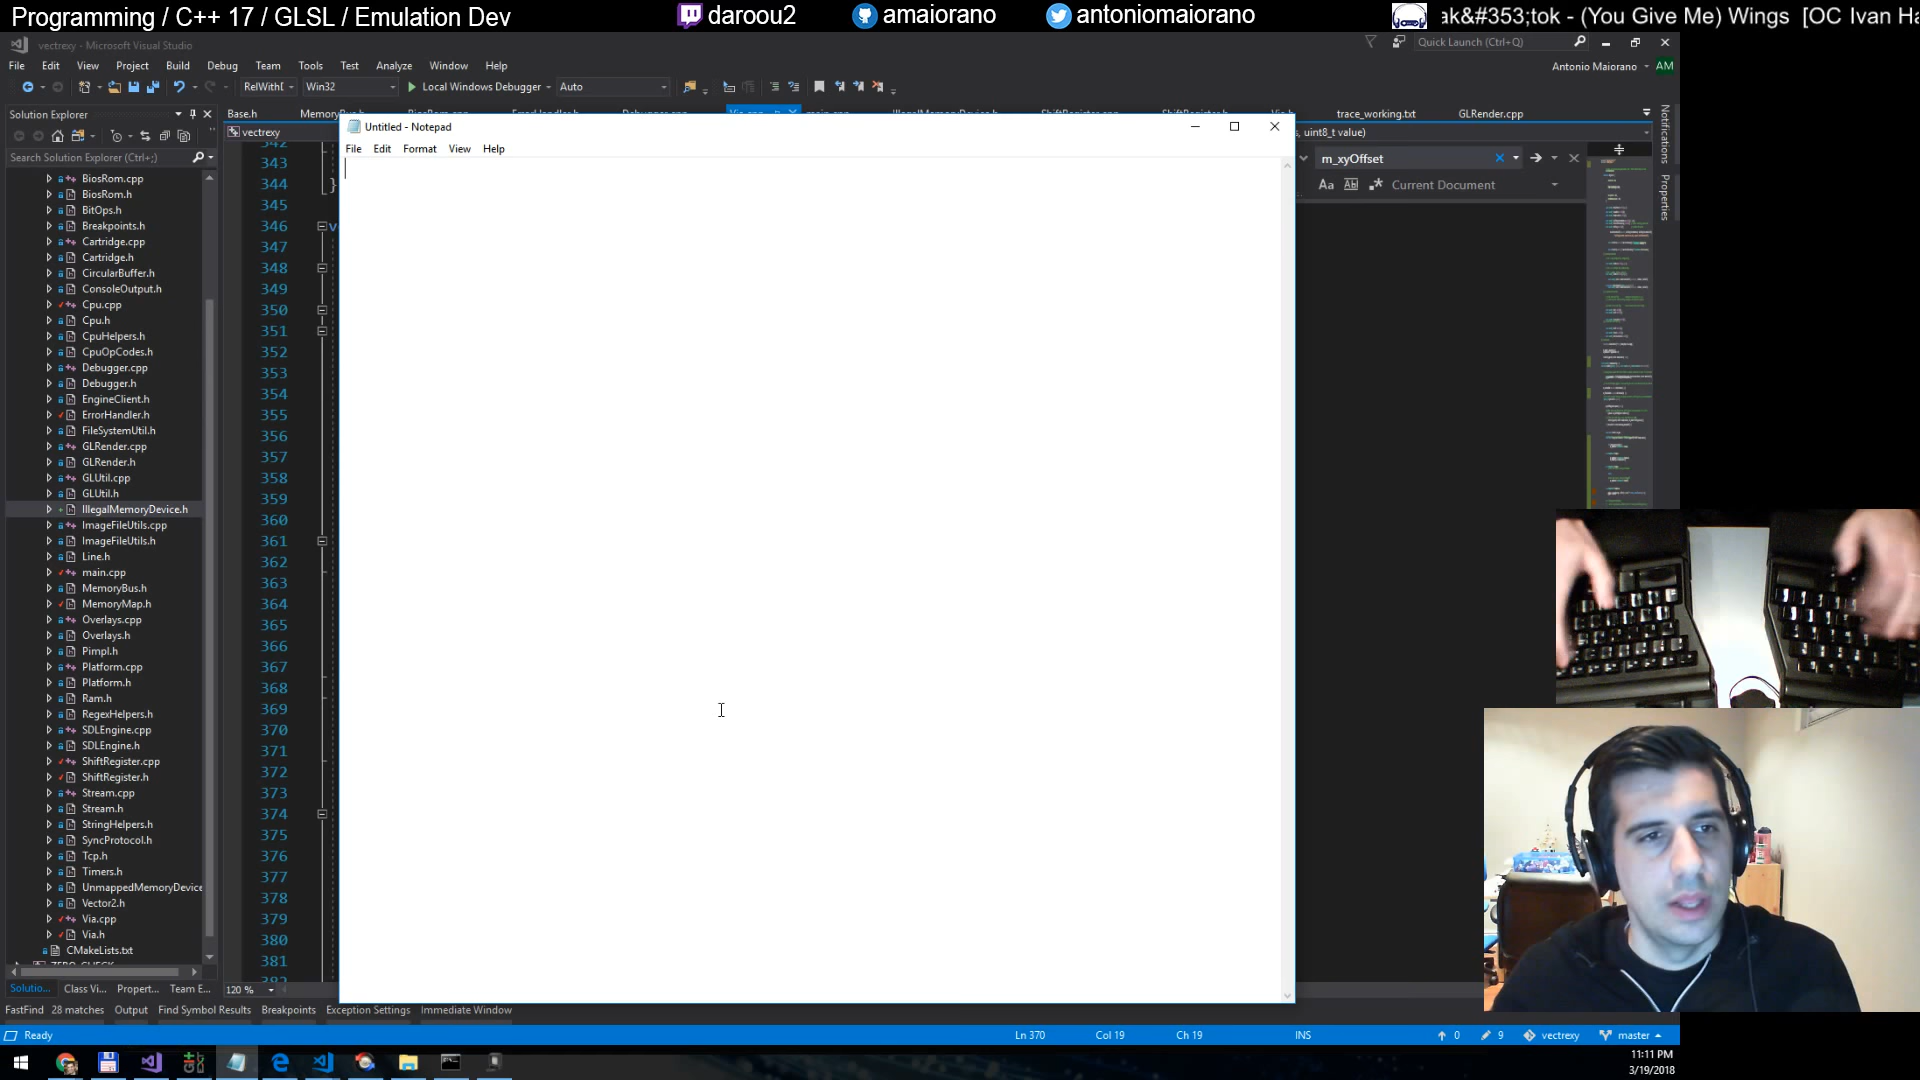 Programming / C++ 17 / GLSL / Emulation Dev
daroou2
amaiorano
antoniomaiorano
ak&#353;tok - (You Give Me) Wings [OC Ivan Ha
vectrexy - Microsoft Visual Studio
Quick Launch (Ctrl+Q)
File Edit View Project Build Debug Team Tools Test Analyze Window Help
Antonio Maiorano AM
Win32
Local Windows Debugger
Auto
Solution Explorer
Base.h
trace_working.txt
GLRender.cpp
vectrexy
Untitled - Notepad
, uint8_t value)
File Edit Format View Help
Search Solution Explorer (Ctrl+;)
m_xyOffset
Aa Ab Current Document
Notifications
Properties
BiosRom.cpp
BiosRom.h
BitOps.h
Breakpoints.h
Cartridge.cpp
Cartridge.h
CircularBuffer.h
ConsoleOutput.h
Cpu.cpp
Cpu.h
CpuHelpers.h
CpuOpCodes.h
Debugger.cpp
Debugger.h
EngineClient.h
ErrorHandler.h
FileSystemUtil.h
GLRender.cpp
GLRender.h
GLUtil.cpp
GLUtil.h
IllegalMemoryDevice.h
ImageFileUtils.cpp
ImageFileUtils.h
Line.h
main.cpp
MemoryBus.h
MemoryMap.h
Overlays.cpp
Overlays.h
Pimpl.h
Platform.cpp
Platform.h
Ram.h
RegexHelpers.h
SDLEngine.cpp
SDLEngine.h
ShiftRegister.cpp
ShiftRegister.h
Stream.cpp
Stream.h
StringHelpers.h
SyncProtocol.h
Tcp.h
Timers.h
UnmappedMemoryDevice
Vector2.h
Via.cpp
Via.h
CMakeLists.txt
343
344
345
346
347
348
349
350
351
352
353
354
355
356
357
358
359
360
361
362
363
364
365
366
367
368
369
370
371
372
373
374
375
376
377
378
379
380
381
Solutio... Class Vi... Propert... Team E...
120 %
FastFind 28 matches Output Find Symbol Results Breakpoints Exception Settings Immediate Window
Ready
Ln 370 Col 19 Ch 19 INS
0 9 vectrexy master
11:11 PM
3/19/2018